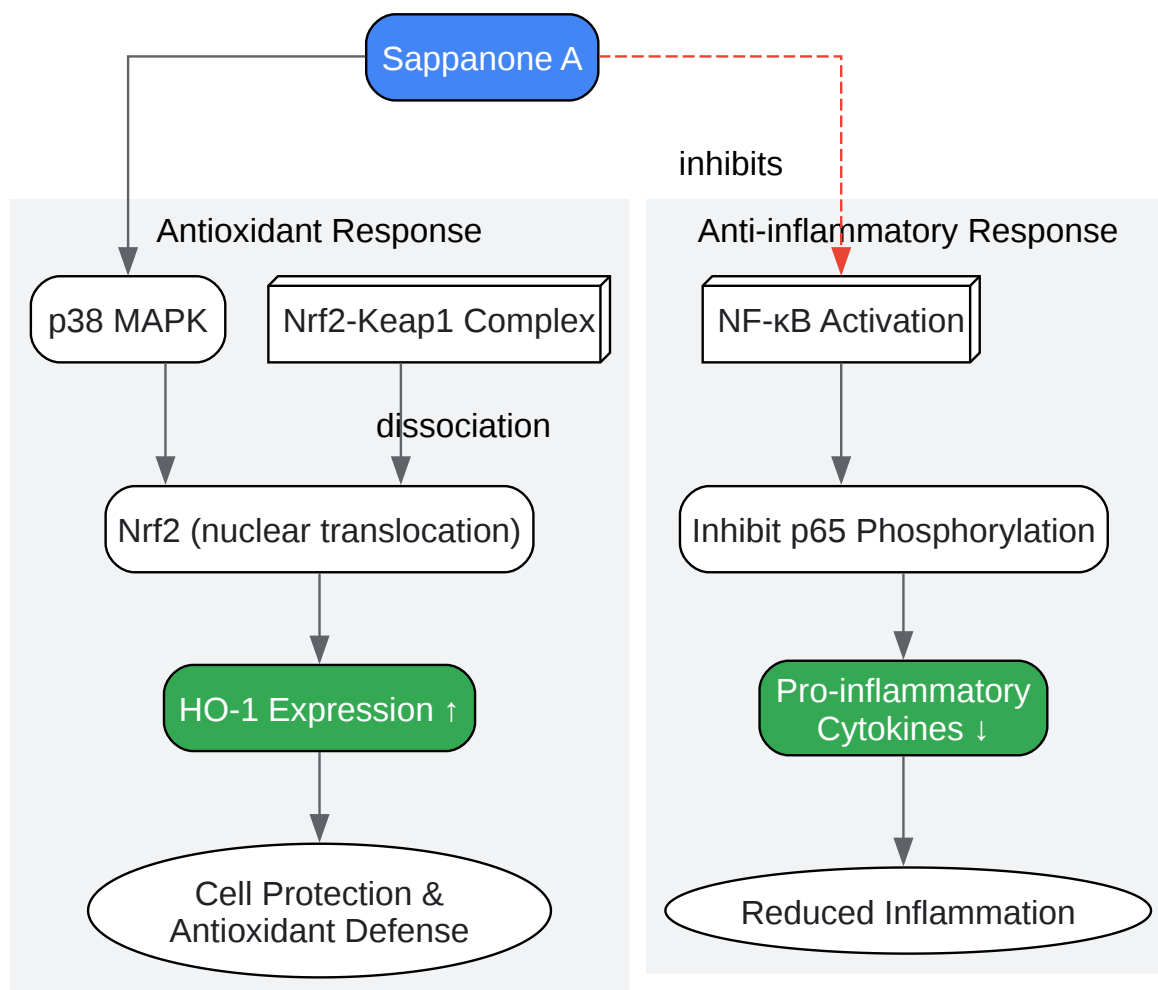 Sappanone A
inhibits
Antioxidant Response
p38 MAPK
Nrf2-Keap1 Complex
dissociation
Nrf2 (nuclear translocation)
HO-1 Expression ↑
Cell Protection &
Antioxidant Defense
Anti-inflammatory Response
NF-κB Activation
Inhibit p65 Phosphorylation
Pro-inflammatory
Cytokines ↓
Reduced Inflammation